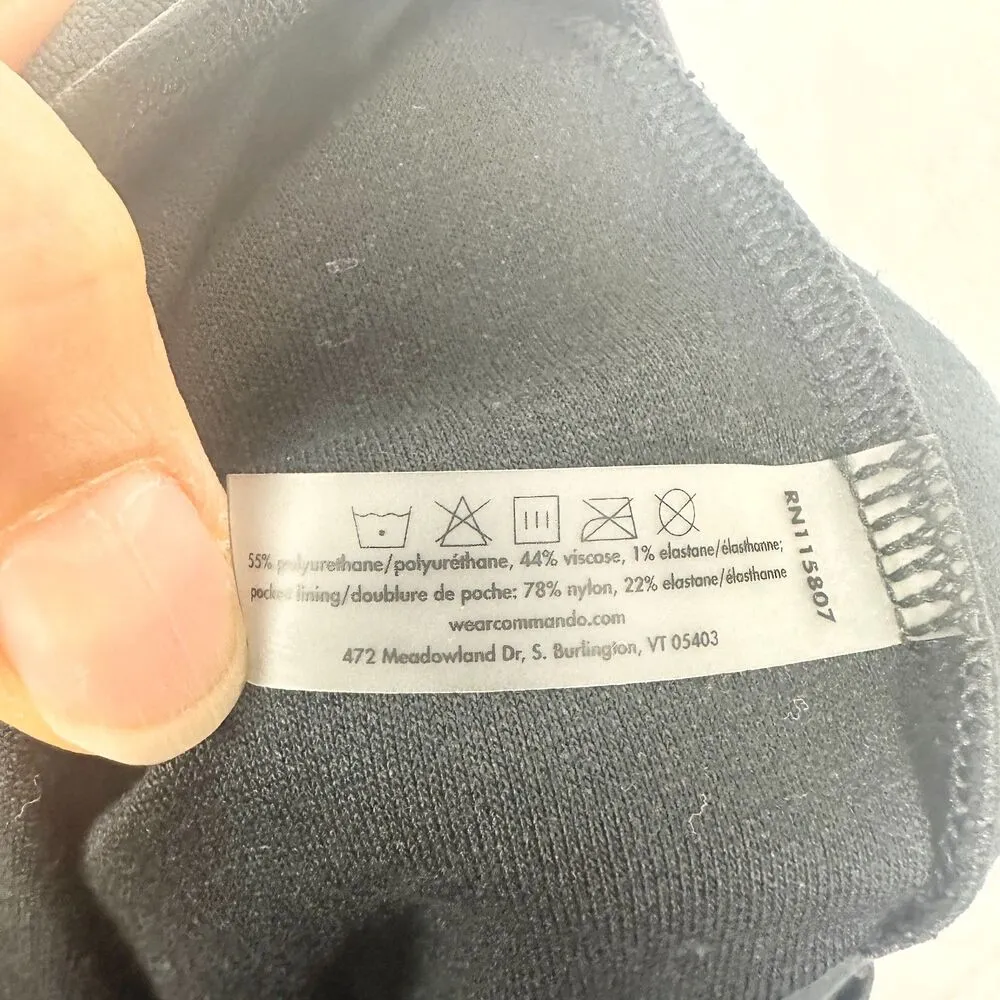 55% polyurethane/polyuréthane, 44% viscose, 1% elastane/élasthanne;
pocket lining/doublure de poche: 78% nylon, 22% elastane/élasthanne
wearcommando.com
472 Meadowland Dr, S. Burlington, VT 05403
RN115807